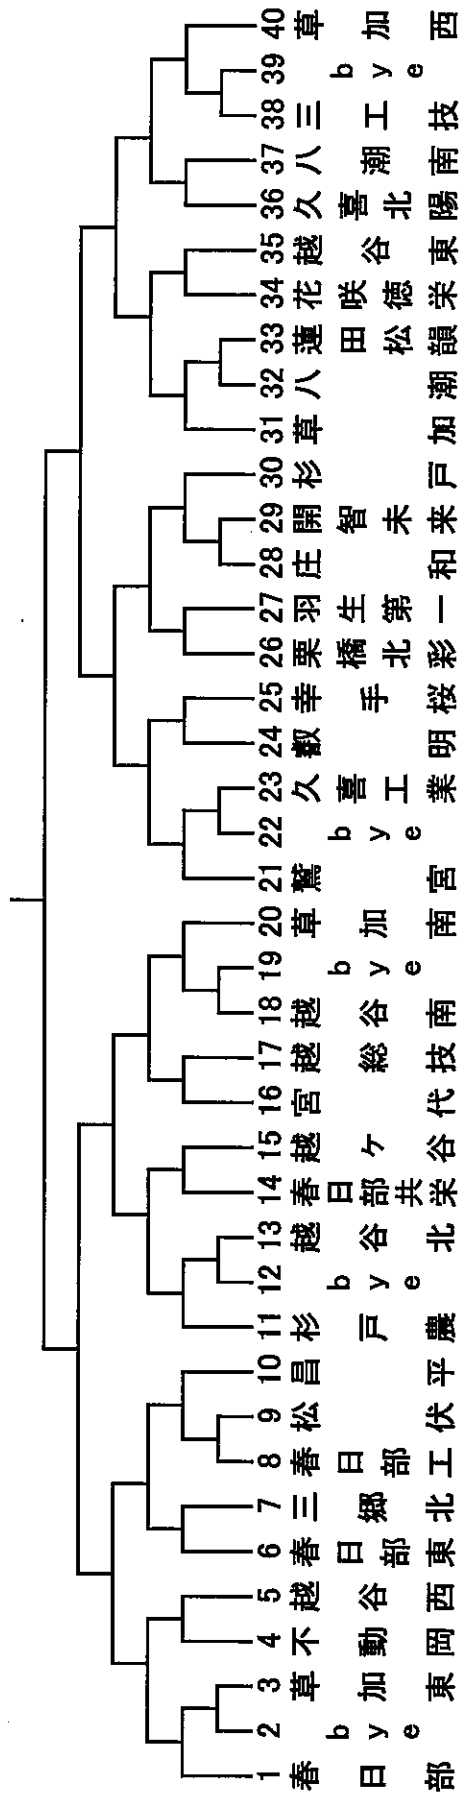 1 春日部
2 bye
3 草加東
4 不動岡
5 越谷西
6 春日部東
7 三郷北
8 春日部工
9 松伏
10 昌平
11 杉戸農
12 bye
13 越谷北
14 春日部共栄
15 越ケ谷
16 宮代
17 越総技
18 越谷南
19 bye
20 草加南
21 鷲宮
22 bye
23 久喜工業
24 叡明
25 幸手桜
26 栗橋北彩
27 羽生第一
28 庄和
29 開智未来
30 杉戸
31 草加
32 八潮
33 蓮田松韻
34 花咲徳栄
35 越谷東
36 久喜北陽
37 八潮南
38 三工技
39 bye
40 草加西